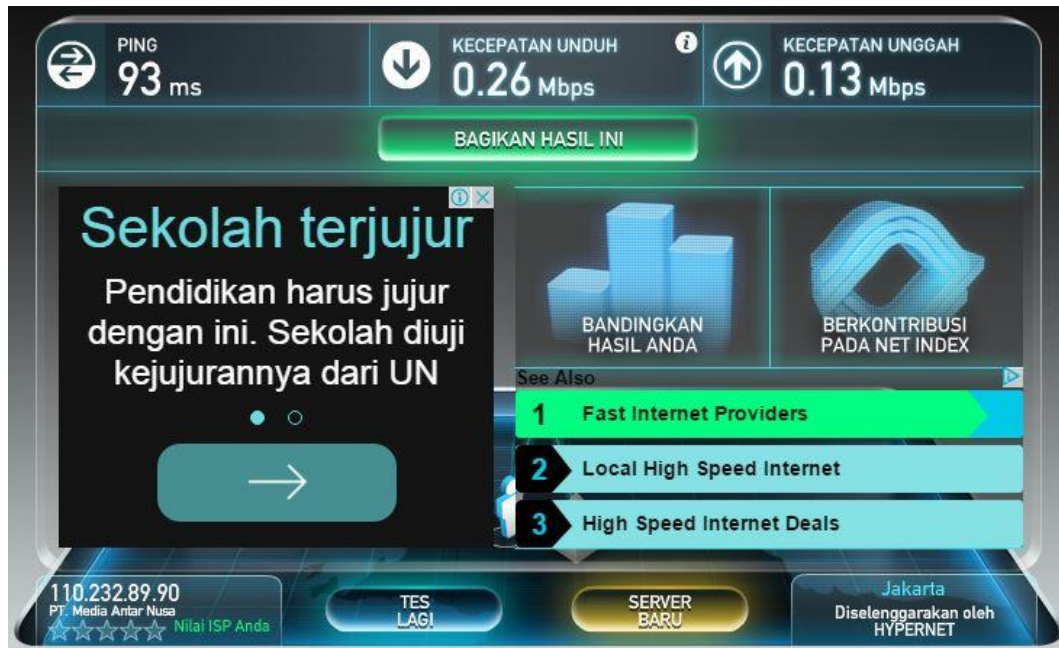 PING
93 ms
KECEPATAN UNDUH
0.26 Mbps
KECEPATAN UNGGAH
0.13 Mbps
BAGIKAN HASIL INI
Sekolah terjujur
Pendidikan harus jujur
dengan ini. Sekolah diuji
kejujurannya dari UN
BANDINGKAN
HASIL ANDA
BERKONTRIBUSI
PADA NET INDEX
See Also
1 Fast Internet Providers
2 Local High Speed Internet
3 High Speed Internet Deals
110.232.89.90
PT. Media Antar Nusa
Nilai ISP Anda
TES
LAGI
SERVER
BARU
Jakarta
Diselenggarakan oleh
HYPERNET